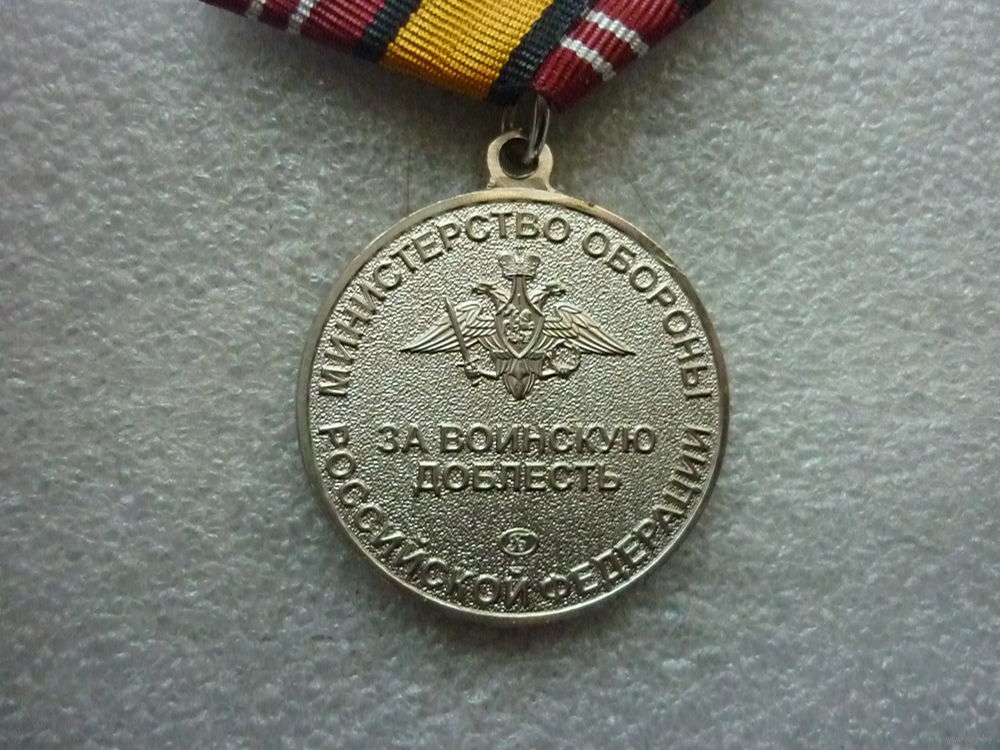 МИНИСТЕРСТВО ОБОРОНЫ
ЗА ВОИНСКУЮ
ДОБЛЕСТЬ
РОССИЙСКОЙ ФЕДЕРАЦИИ